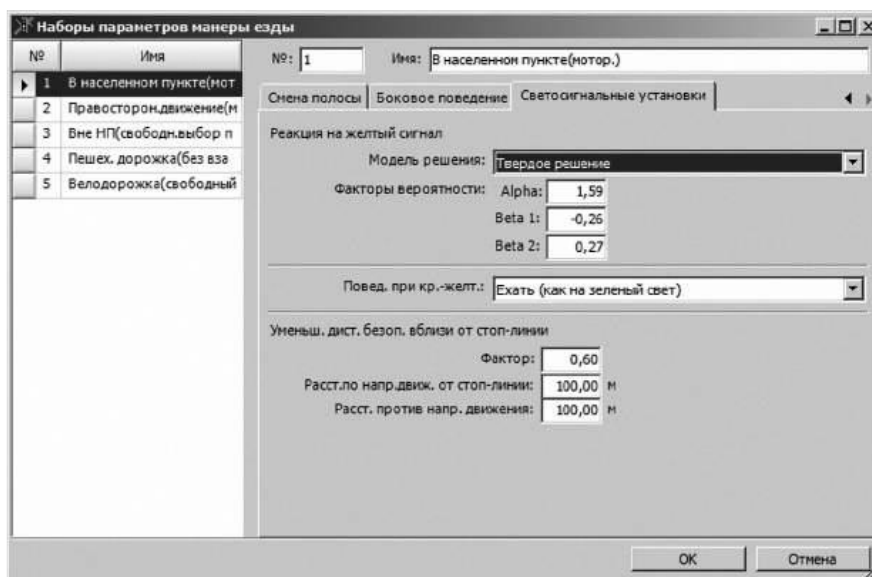 Наборы параметров манеры езды
№ Имя
1 В населенном пункте(мот
2 Правосторон.движение(м
3 Вне НП(свободн.выбор п
4 Пешех. дорожка(без вза
5 Велодорожка(свободный
№: 1 Имя: В населенном пункте(мотор.)
Смена полосы Боковое поведение Светосигнальные установки
Реакция на желтый сигнал
Модель решения: Твердое решение
Факторы вероятности: Alpha: 1,59
Beta 1: -0,26
Beta 2: 0,27
Повед. при кр.-желт.: Ехать (как на зеленый свет)
Уменьш. дист. безоп. вблизи от стоп-линии
Фактор: 0,60
Расст.по напр.движ. от стоп-линии: 100,00 м
Расст. против напр. движения: 100,00 м
OK Отмена